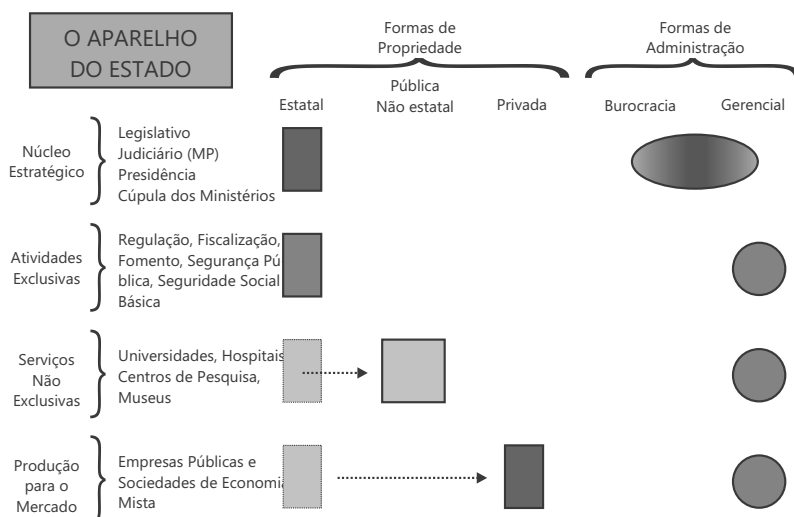 O APARELHO
DO ESTADO
Formas de
Propriedade
Formas de
Administração
Estatal
Pública
Não estatal
Privada
Burocracia
Gerencial
Núcleo
Estratégico
Legislativo
Judiciário (MP)
Presidência
Cúpula dos Ministérios
Atividades
Exclusivas
Regulação, Fiscalização,
Fomento, Segurança Pú
blica, Seguridade Social
Básica
Serviços
Não
Exclusivas
Universidades, Hospitais
Centros de Pesquisa,
Museus
Produção
para o
Mercado
Empresas Públicas e
Sociedades de Economia
Mista